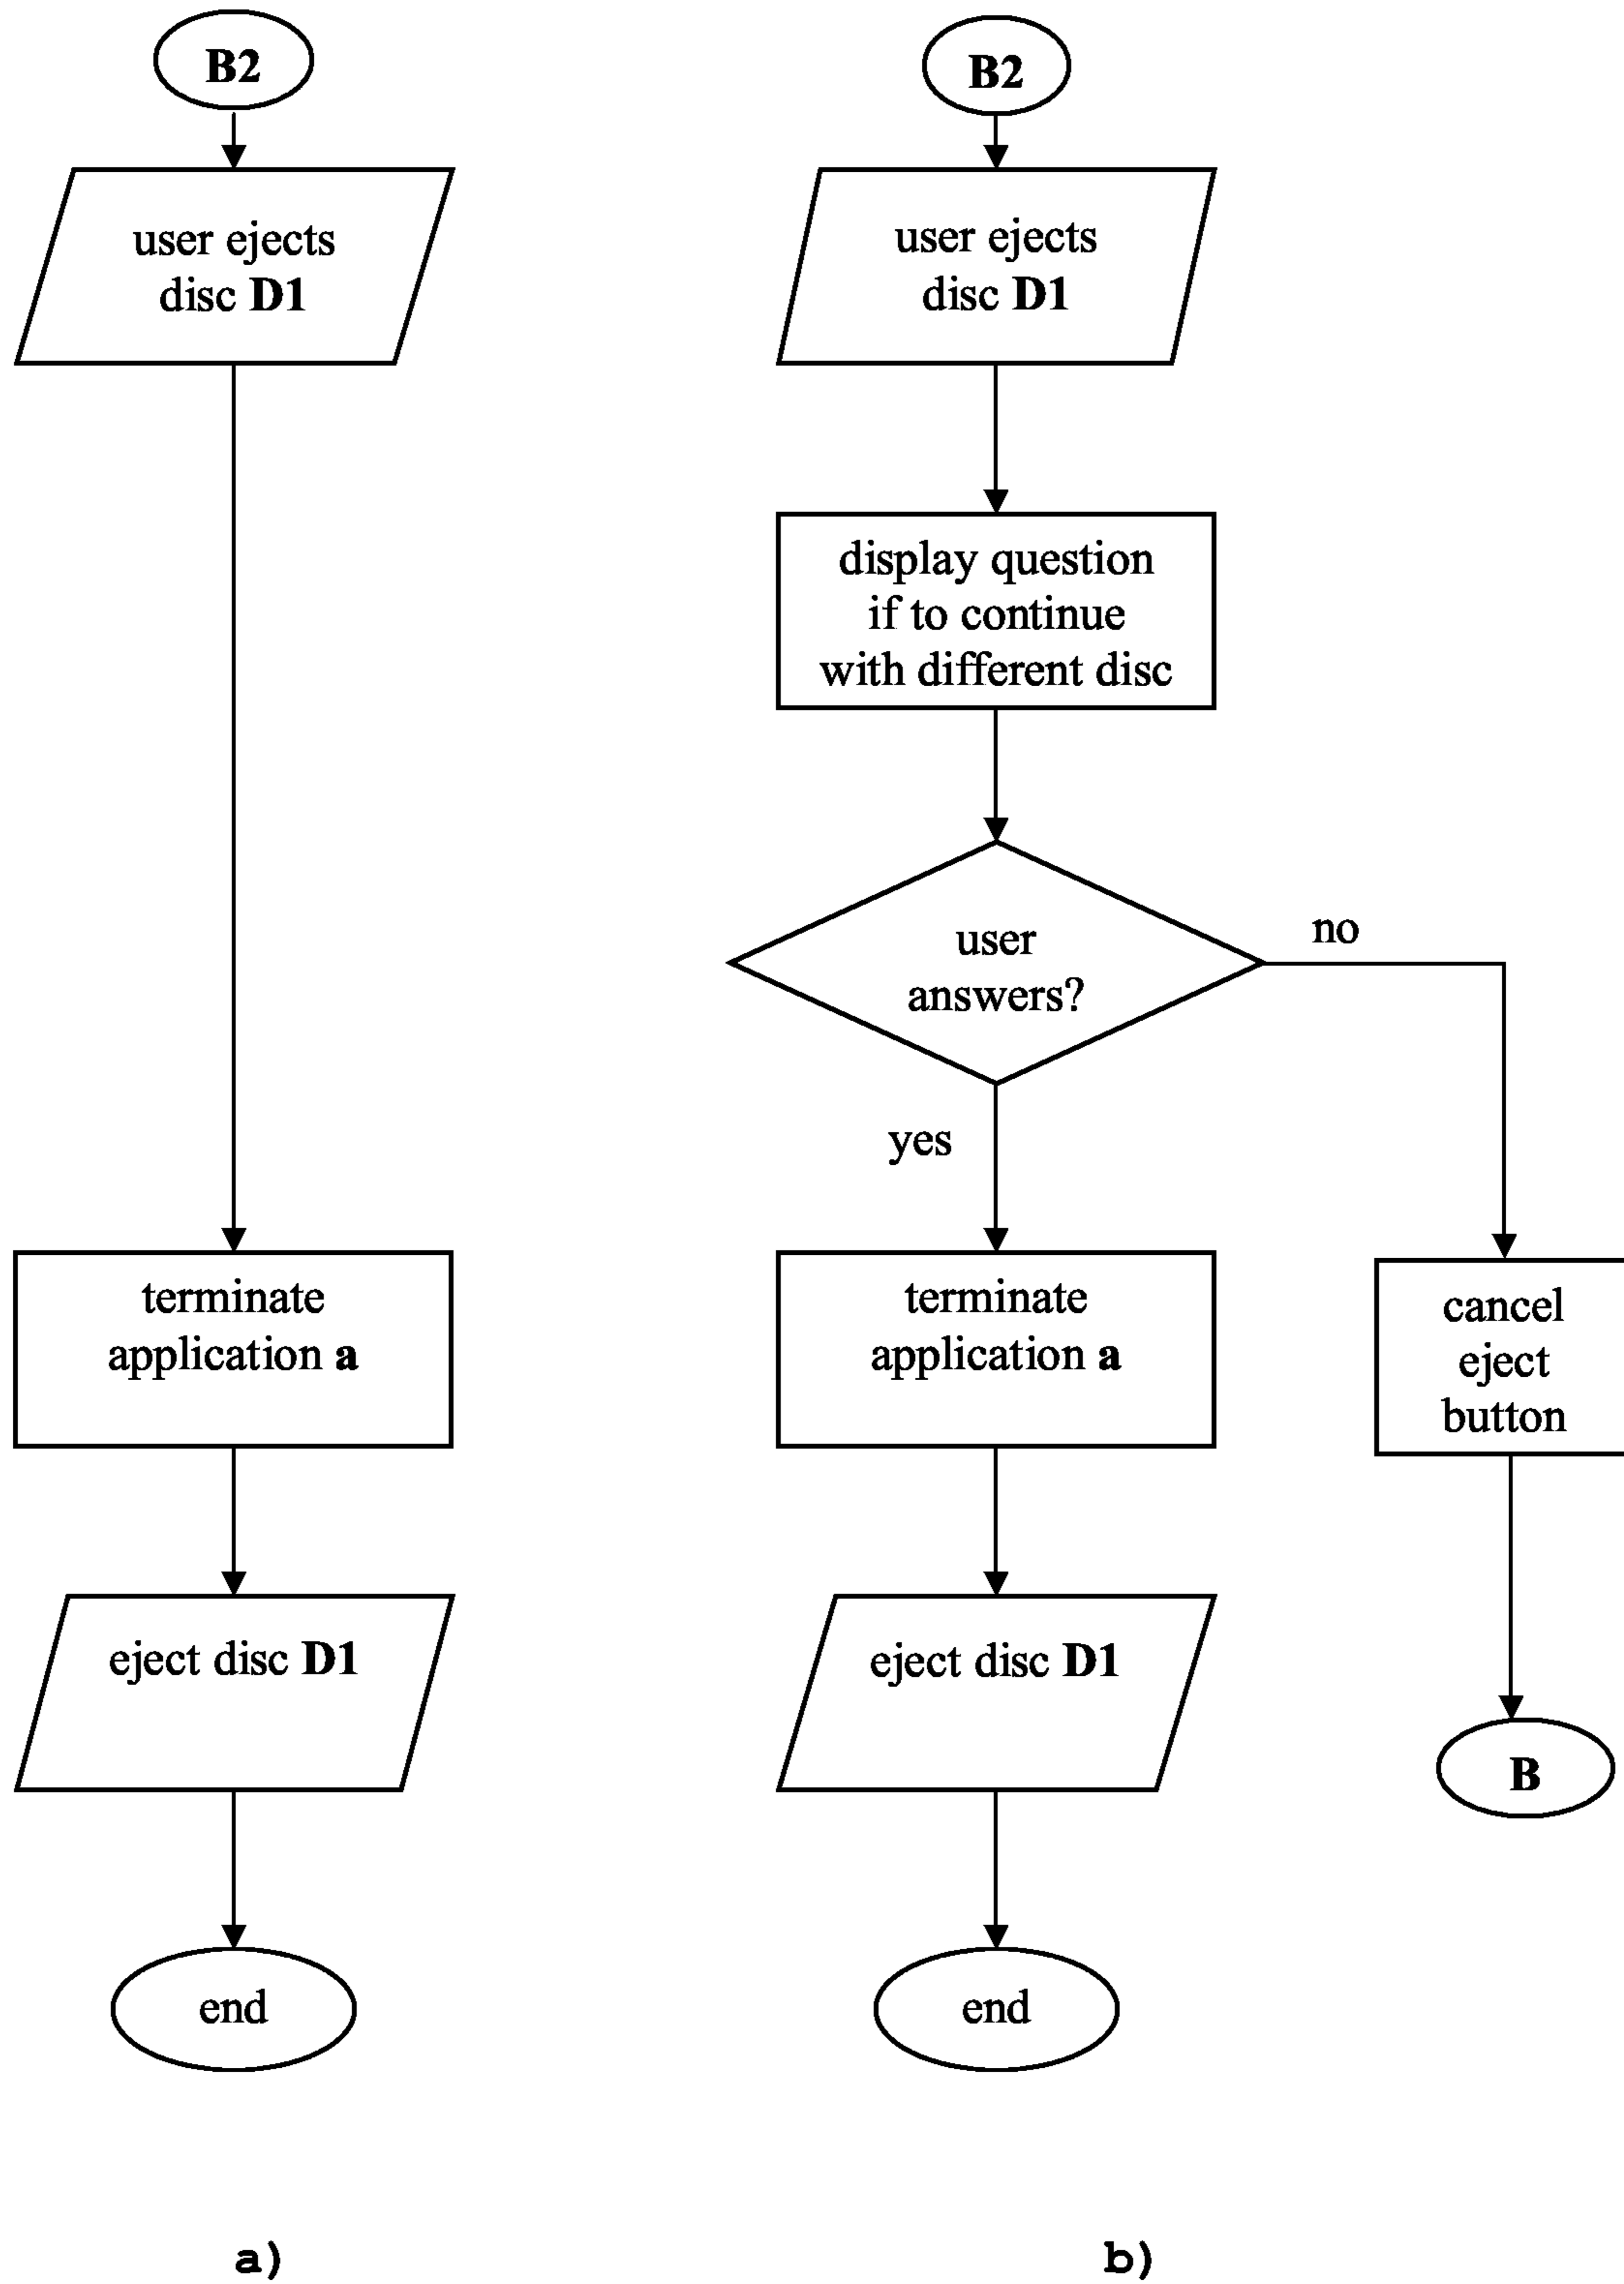 B2
user ejects
disc D1
terminate
application a
eject disc D1
end
a)
B2
user ejects
disc D1
display question
if to continue
with different disc
user
answers?
no
yes
terminate
application a
cancel
eject
button
eject disc D1
B
end
b)